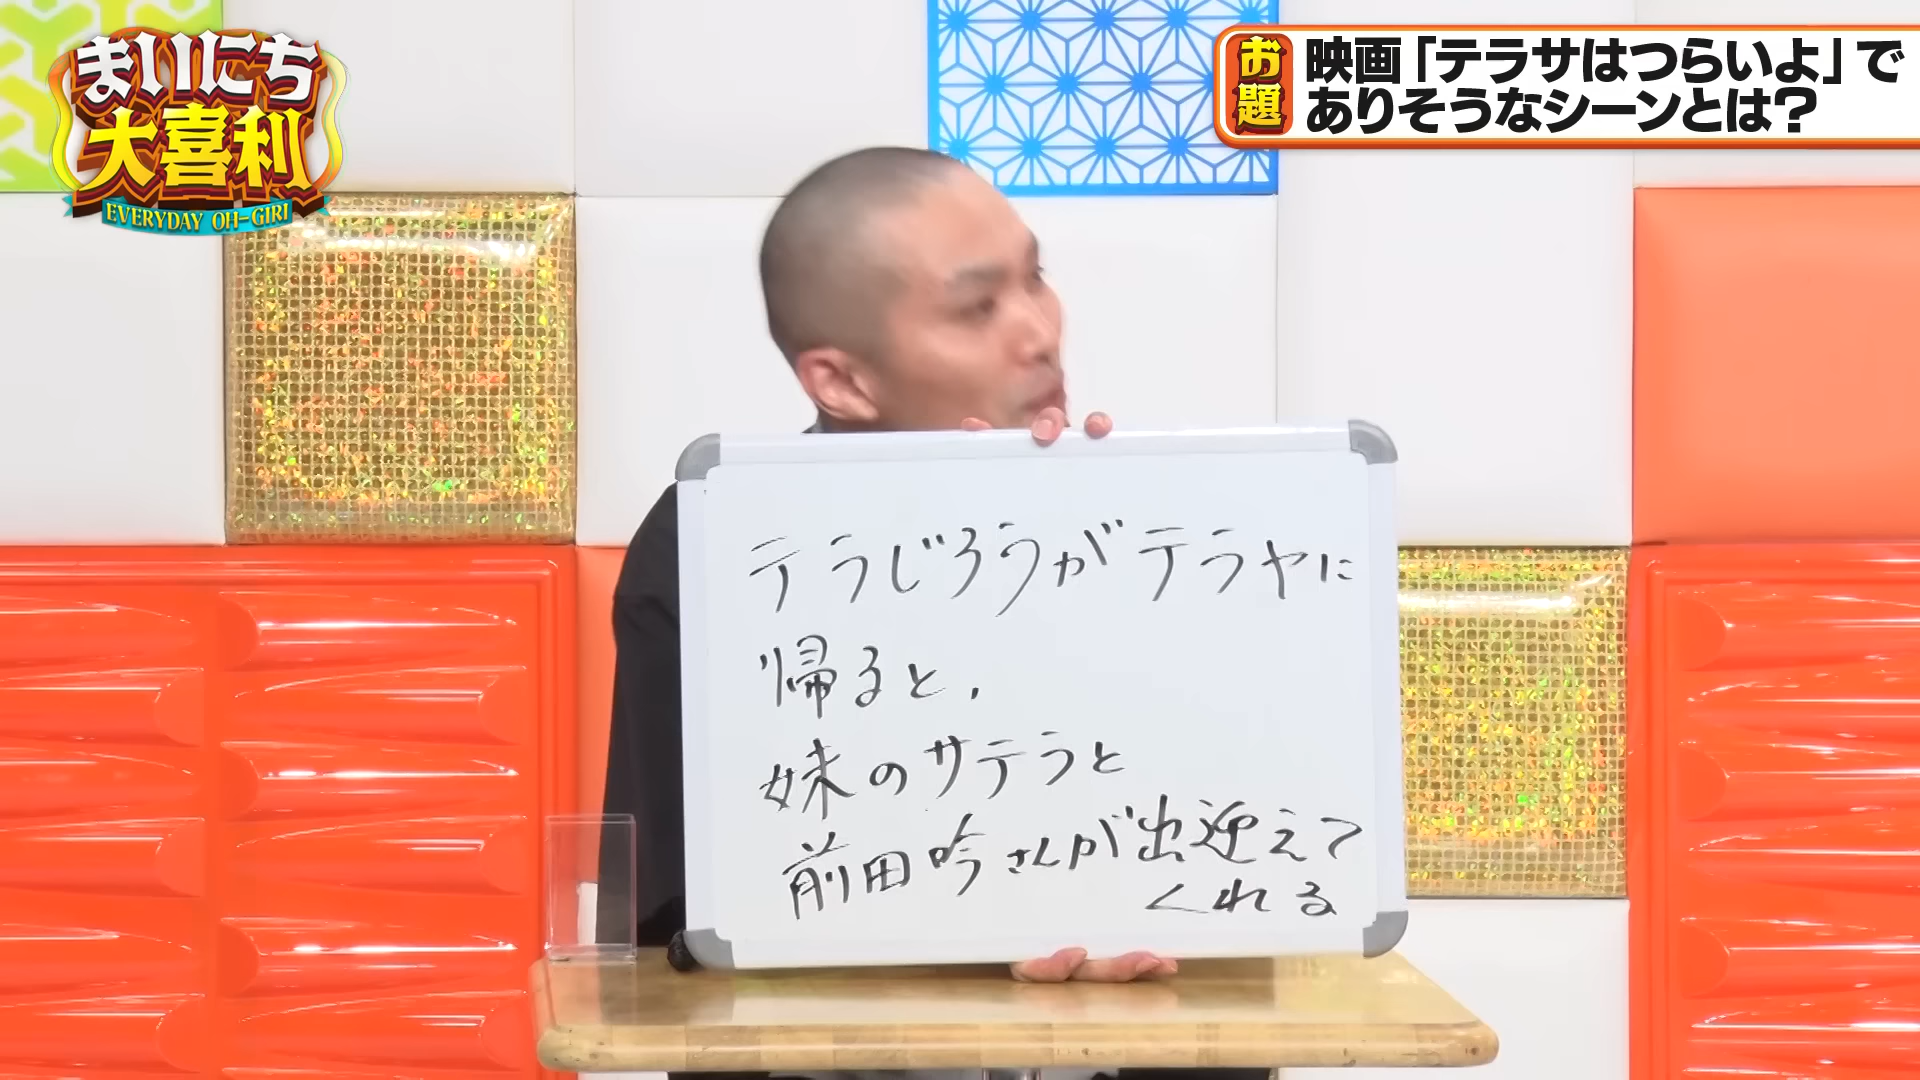 まいにち
大喜利
EVERYDAY OH-GIRI
お題
映画「テラサはつらいよ」で
ありそうなシーンとは?
テラじろうがテラヤに
帰ると、
妹のサテラと
前田吟さんが出迎えて
くれる